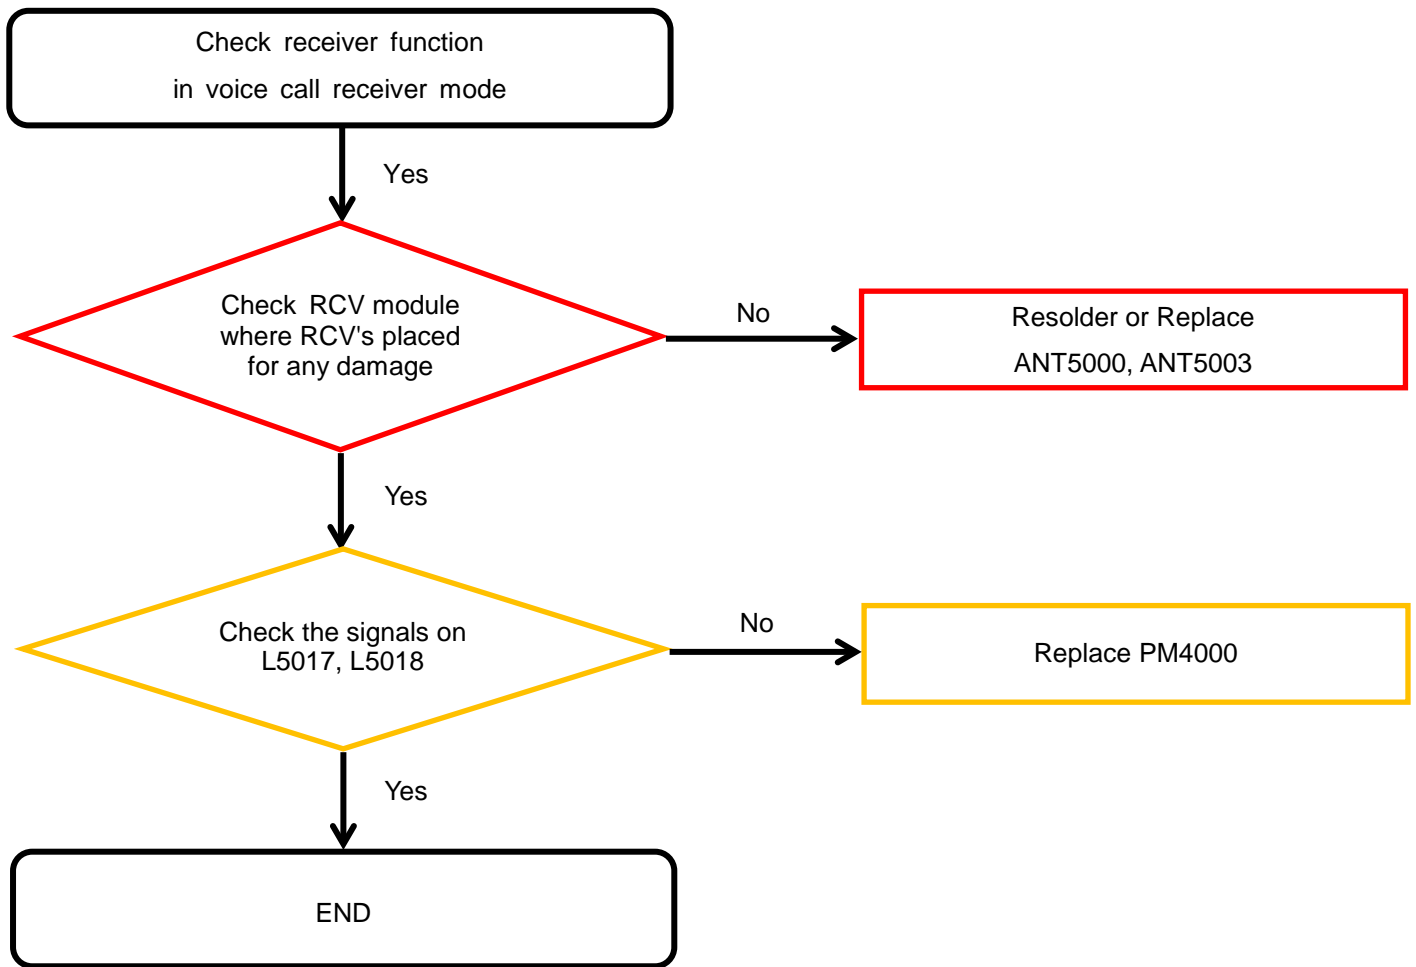 Check receiver function
in voice call receiver mode
Yes
Check RCV module
where RCV's placed
for any damage
No
Resolder or Replace
ANT5000, ANT5003
Yes
Check the signals on
L5017, L5018
No
Replace PM4000
Yes
END